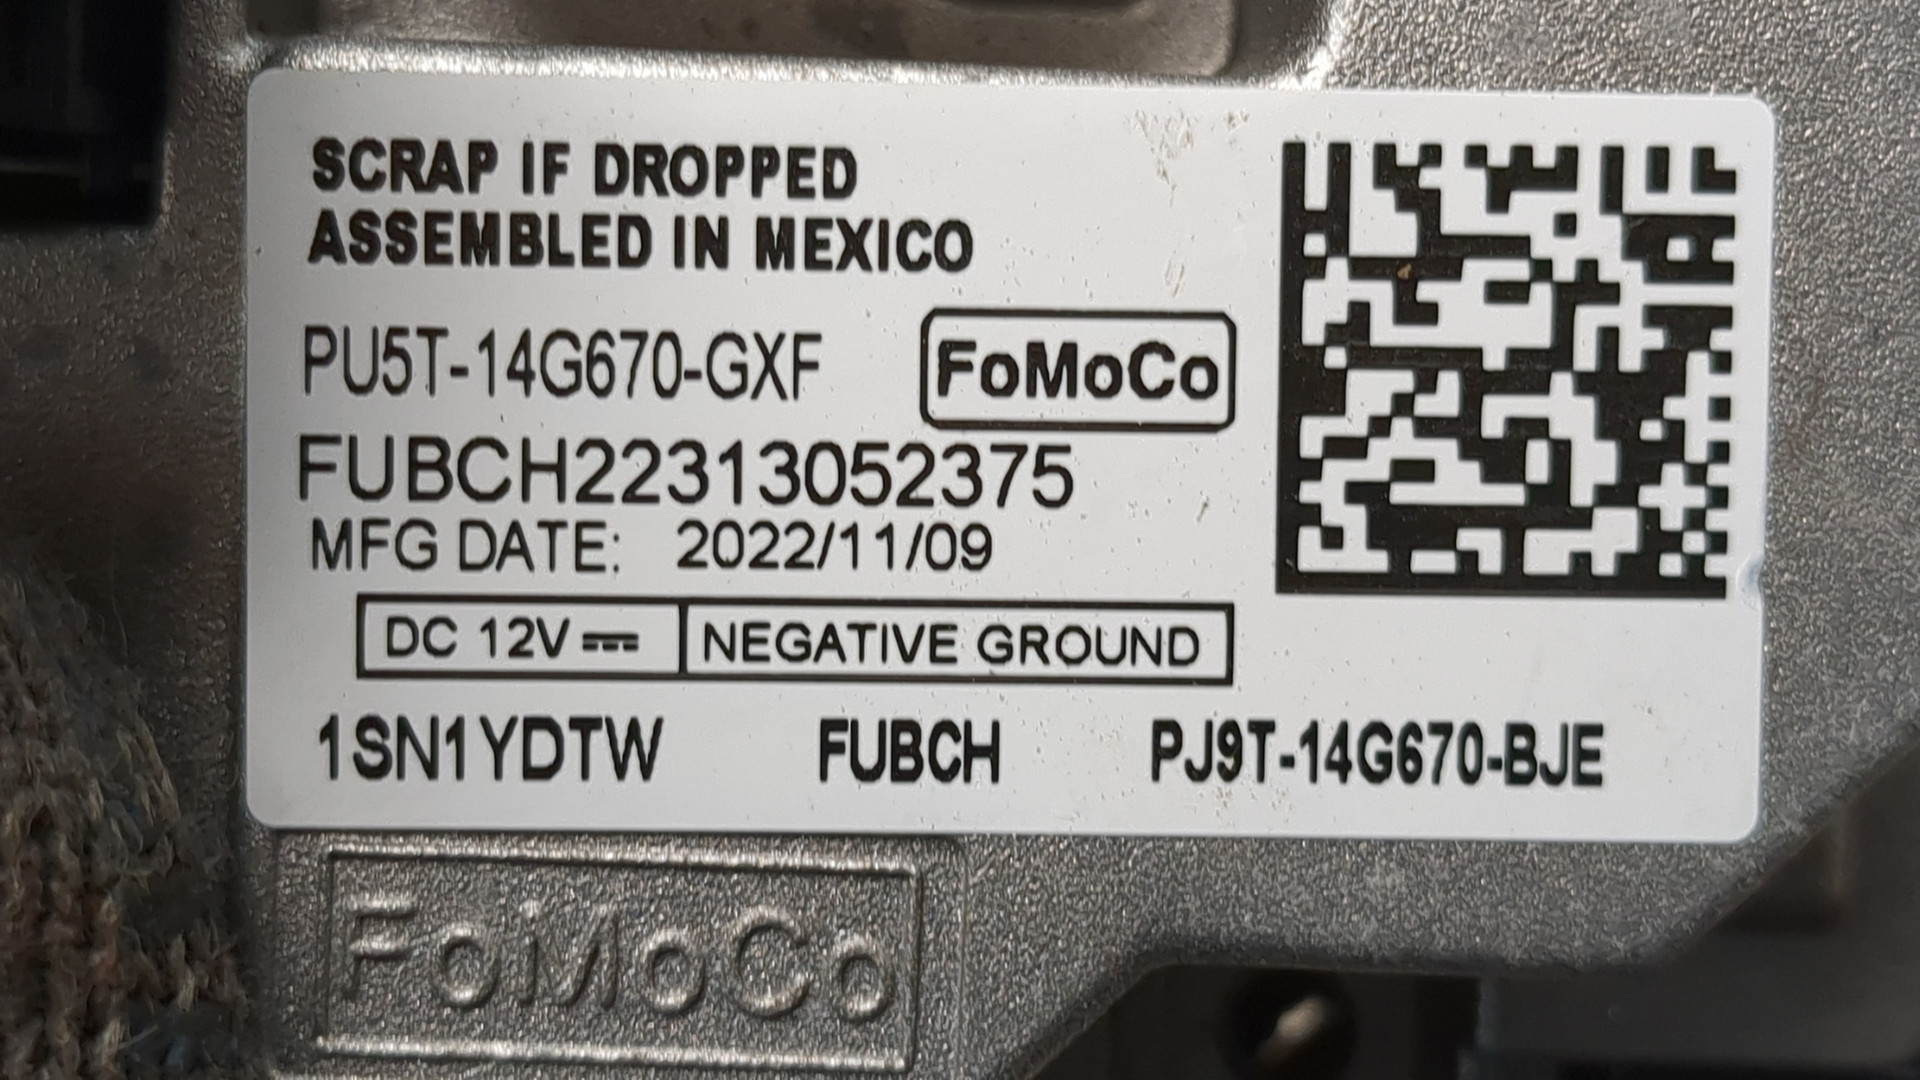 SCRAP IF DROPPED
ASSEMBLED IN MEXICO
PU5T-14G670-GXF
FoMoCo
FUBCH22313052375
MFG DATE: 2022/11/09
DC 12V ⎓ NEGATIVE GROUND
1SN1YDTW FUBCH PJ9T-14G670-BJE
FoMoCo